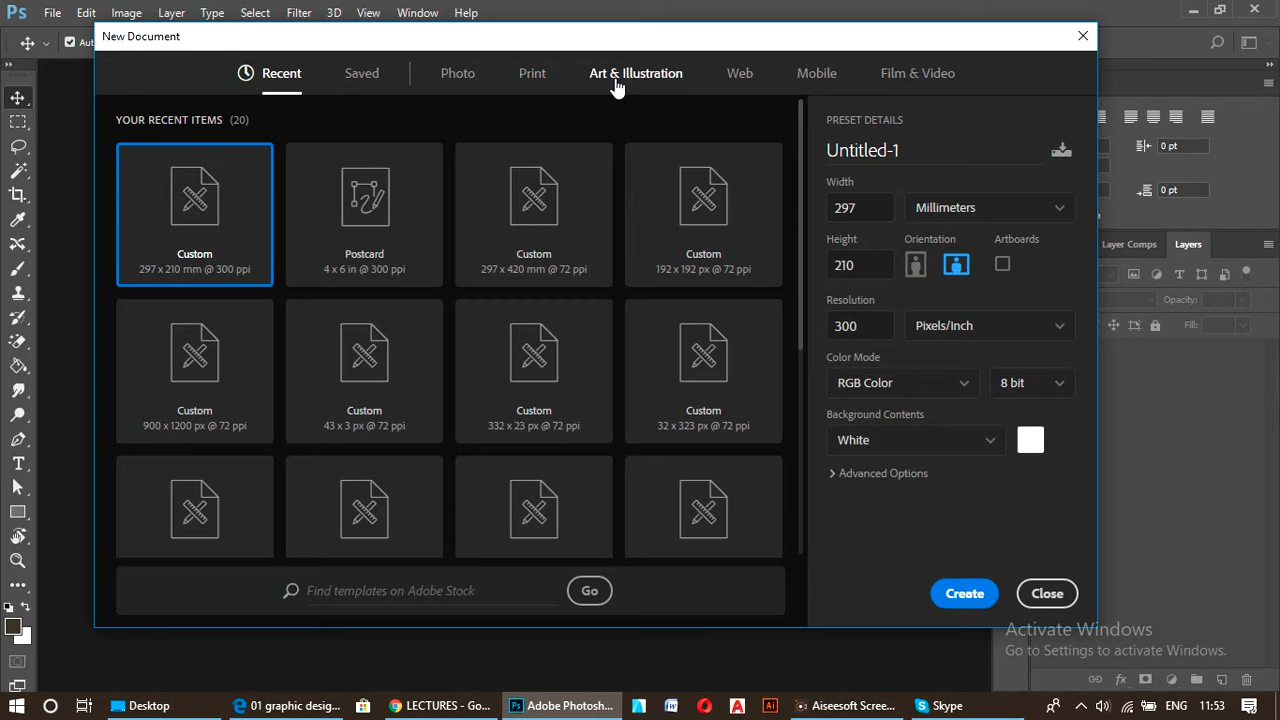 Ps File Edit Image Layer Type Select Filter 3D View Window Help
New Document
Recent Saved Photo Print Art & Illustration Web Mobile Film & Video
YOUR RECENT ITEMS (20)
Custom
297 x 210 mm @ 300 ppi
Postcard
4 x 6 in @ 300 ppi
Custom
297 x 420 mm @ 72 ppi
Custom
192 x 192 px @ 72 ppi
Custom
900 x 1200 px @ 72 ppi
Custom
43 x 3 px @ 72 ppi
Custom
332 x 23 px @ 72 ppi
Custom
32 x 323 px @ 72 ppi
Find templates on Adobe Stock Go
PRESET DETAILS
Untitled-1
Width
297 Millimeters
Height Orientation Artboards
210
Resolution
300 Pixels/Inch
Color Mode
RGB Color 8 bit
Background Contents
White
Advanced Options
Create Close
0 pt
0 pt
Layer Comps Layers
Opacity:
Fill:
Activate Windows
Go to Settings to activate Windows.
Desktop 01 graphic desig... LECTURES - Go... Ps Adobe Photosh... Ai Aiseesoft Scree... Skype ENG 11:53